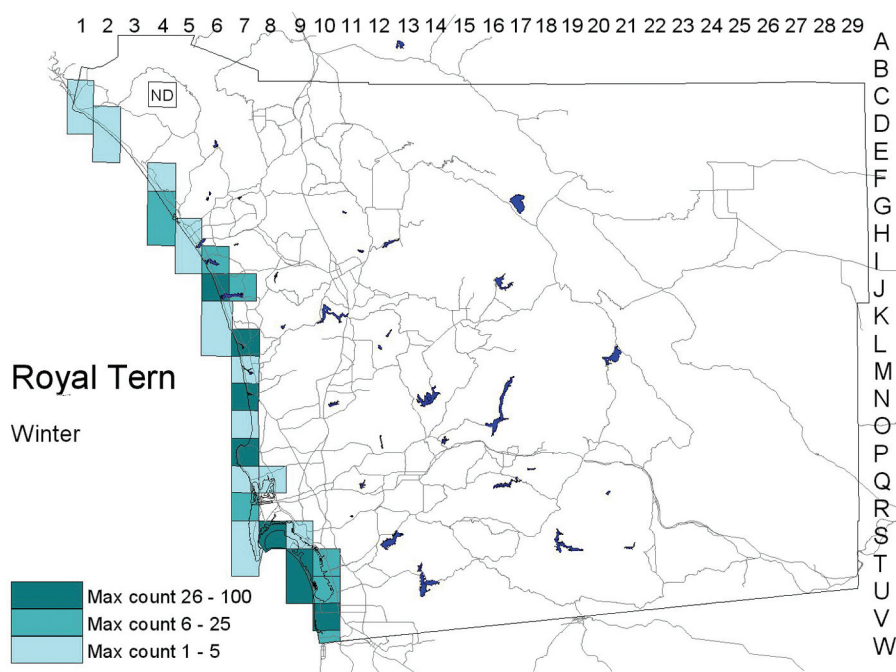 1 2 3 4 5 6 7 8 9 10 11 12 13 14 15 16 17 18 19 20 21 22 23 24 25 26 27 28 29
A
B
C
D
E
F
G
H
I
J
K
L
M
N
O
P
Q
R
S
T
U
V
W
ND
Royal Tern
Winter
Max count 26 - 100
Max count 6 - 25
Max count 1 - 5